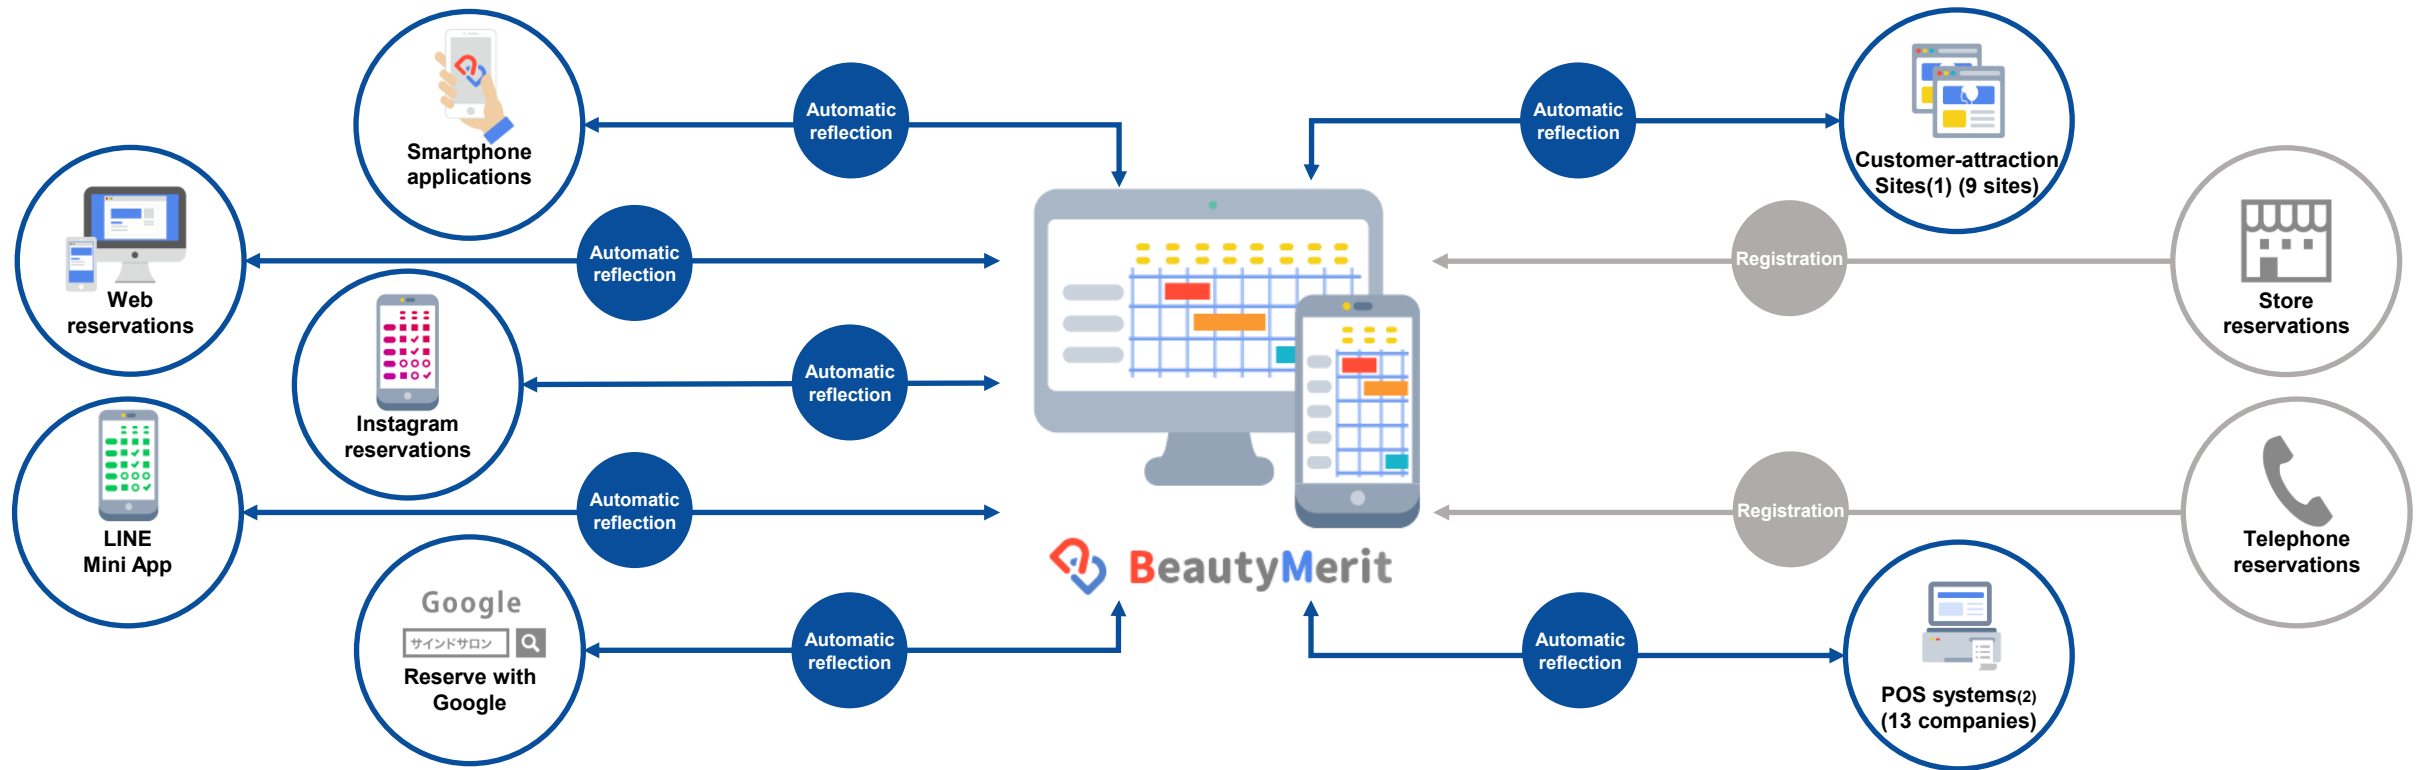 Smartphone
applications
Automatic
reflection
Automatic
reflection
Customer-attraction
Sites(1) (9 sites)
Web
reservations
Automatic
reflection
Registration
Store
reservations
Instagram
reservations
Automatic
reflection
LINE
Mini App
Automatic
reflection
Registration
Telephone
reservations
BeautyMerit
Google
サインドサロン
Reserve with
Google
Automatic
reflection
Automatic
reflection
POS systems(2)
(13 companies)